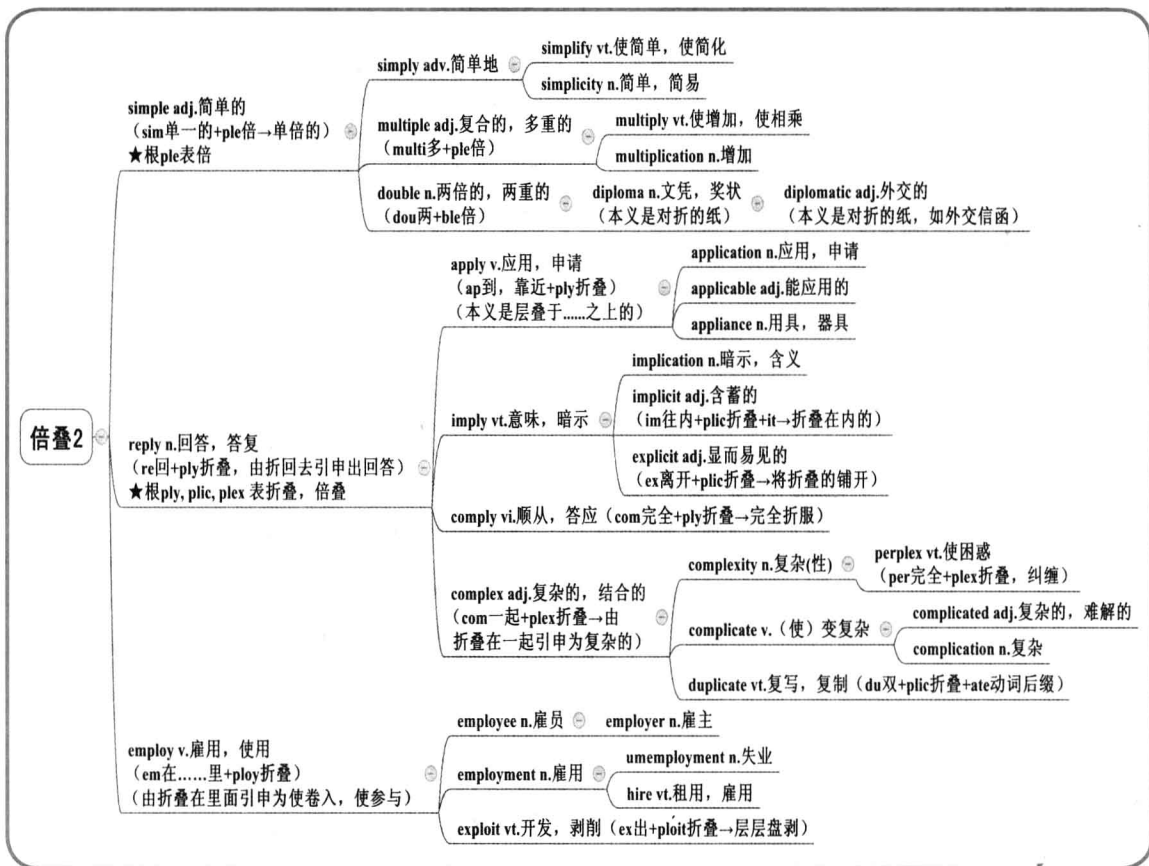 倍叠2
simple adj.简单的
（sim单一的+ple倍→单倍的）
★根ple表倍
simply adv.简单地
simplify vt.使简单，使简化
simplicity n.简单，简易
multiple adj.复合的，多重的
（multi多+ple倍）
multiply vt.使增加，使相乘
multiplication n.增加
double n.两倍的，两重的
（dou两+ble倍）
diploma n.文凭，奖状
（本义是对折的纸）
diplomatic adj.外交的
（本义是对折的纸，如外交信函）
reply n.回答，答复
（re回+ply折叠，由折回去引申出回答）
★根ply, plic, plex 表折叠，倍叠
apply v.应用，申请
（ap到，靠近+ply折叠）
（本义是层叠于......之上的）
application n.应用，申请
applicable adj.能应用的
appliance n.用具，器具
imply vt.意味，暗示
implication n.暗示，含义
implicit adj.含蓄的
（im往内+plic折叠+it→折叠在内的）
explicit adj.显而易见的
（ex离开+plic折叠→将折叠的铺开）
comply vi.顺从，答应（com完全+ply折叠→完全折服）
complex adj.复杂的，结合的
（com一起+plex折叠→由
折叠在一起引申为复杂的）
complexity n.复杂(性)
perplex vt.使困惑
（per完全+plex折叠，纠缠）
complicate v.（使）变复杂
complicated adj.复杂的，难解的
complication n.复杂
duplicate vt.复写，复制（du双+plic折叠+ate动词后缀）
employ v.雇用，使用
（em在......里+ploy折叠）
（由折叠在里面引申为使卷入，使参与）
employee n.雇员
employer n.雇主
employment n.雇用
umemployment n.失业
hire vt.租用，雇用
exploit vt.开发，剥削（ex出+ploit折叠→层层盘剥）